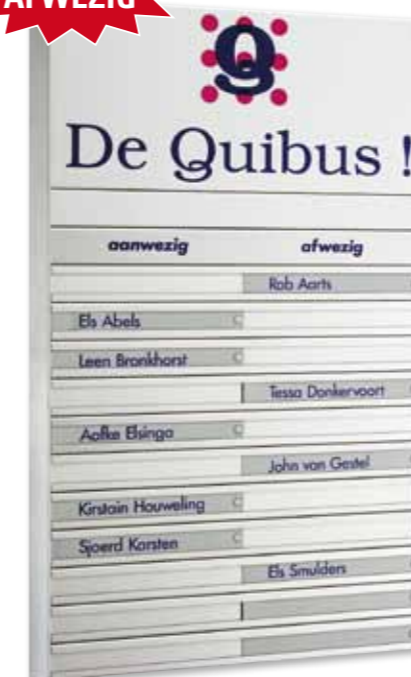 AFWEZIG
Q
De Quibus !
aanwezig afwezig
Rob Aarts
Els Abels
Leen Bronkhorst
Tessa Donkervoort
Aafke Elsinga
John van Gestel
Kirstain Houweling
Sjoerd Karsten
Els Smulders